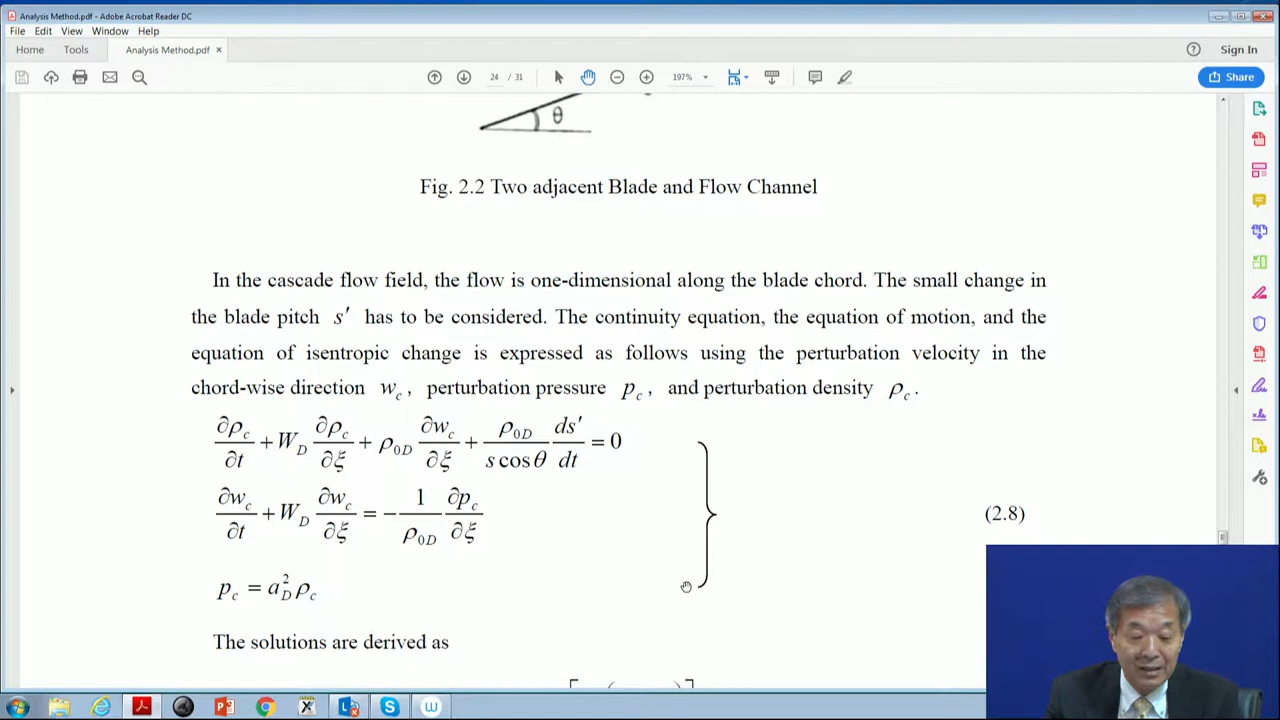 Analysis Method.pdf - Adobe Acrobat Reader DC
File Edit View Window Help
Home Tools Analysis Method.pdf × Sign In
24 / 31 197% Share
θ
Fig. 2.2 Two adjacent Blade and Flow Channel
In the cascade flow field, the flow is one-dimensional along the blade chord. The small change in
the blade pitch s′ has to be considered. The continuity equation, the equation of motion, and the
equation of isentropic change is expressed as follows using the perturbation velocity in the
chord-wise direction w_c, perturbation pressure p_c, and perturbation density ρ_c.
∂ρ_c/∂t + W_D ∂ρ_c/∂ξ + ρ_0D ∂w_c/∂ξ + ρ_0D/(s cos θ) ds′/dt = 0
∂w_c/∂t + W_D ∂w_c/∂ξ = − 1/ρ_0D ∂p_c/∂ξ
(2.8)
p_c = a_D^2 ρ_c
The solutions are derived as